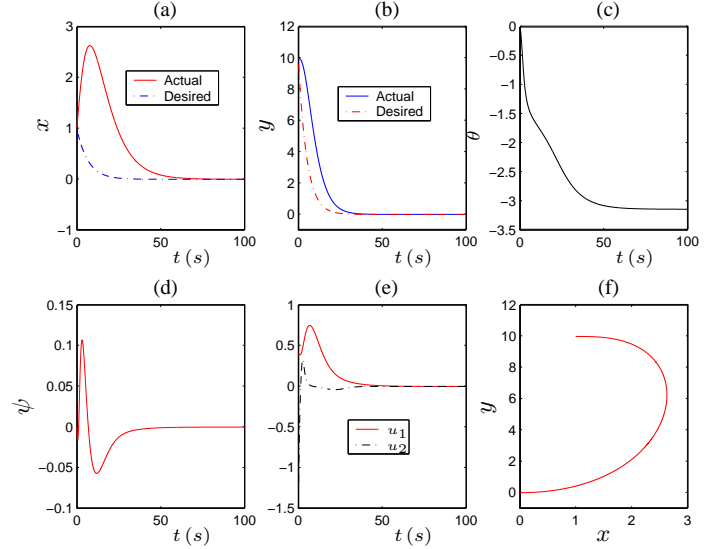 (a) (b) (c)
3 12 0
2 10 −0.5
1 8 −1
0 6 −1.5
−1 4 −2
2 −2.5
0 −3
−2 −3.5
x y θ
Actual Actual
Desired Desired
0 50 100 0 50 100 0 50 100
t (s) t (s) t (s)
(d) (e) (f)
0.15 1 12
0.1 0.5 10
0.05 0 8
0 −0.5 6
−0.05 −1 4
−0.1 −1.5 2
0
ψ y
u1
u2
0 50 100 0 50 100 0 1 2 3
t (s) t (s) x